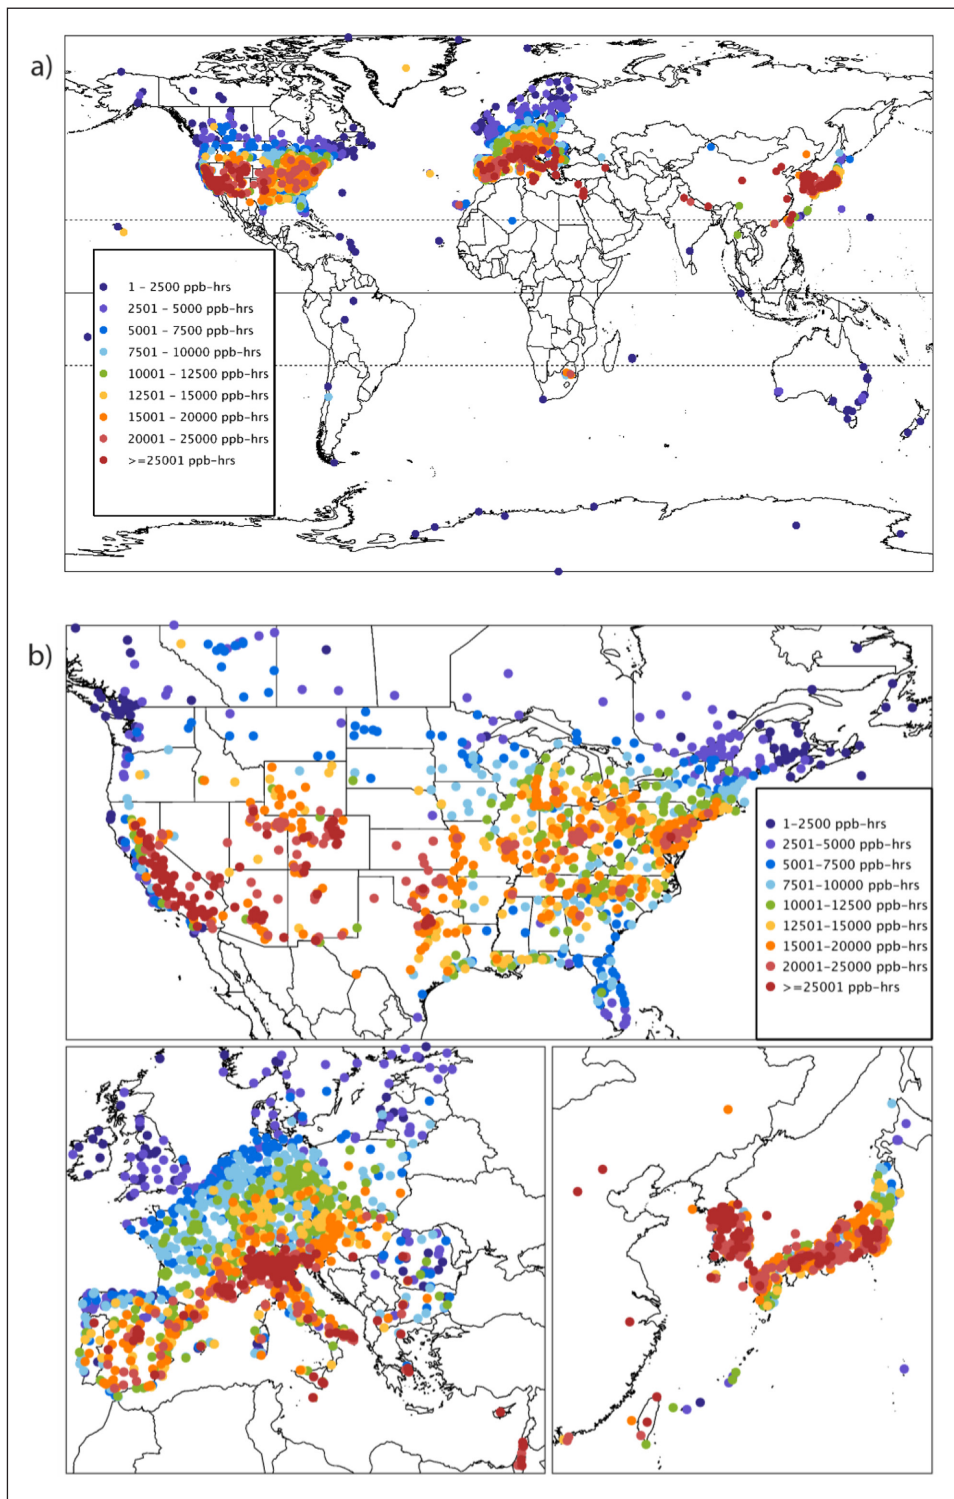 a)
1 – 2500 ppb–hrs
2501 – 5000 ppb–hrs
5001 – 7500 ppb–hrs
7501 – 10000 ppb–hrs
10001 – 12500 ppb–hrs
12501 – 15000 ppb–hrs
15001 – 20000 ppb–hrs
20001 – 25000 ppb–hrs
>=25001 ppb–hrs
b)
1–2500 ppb–hrs
2501–5000 ppb–hrs
5001–7500 ppb–hrs
7501–10000 ppb–hrs
10001–12500 ppb–hrs
12501–15000 ppb–hrs
15001–20000 ppb–hrs
20001–25000 ppb–hrs
>=25001 ppb–hrs